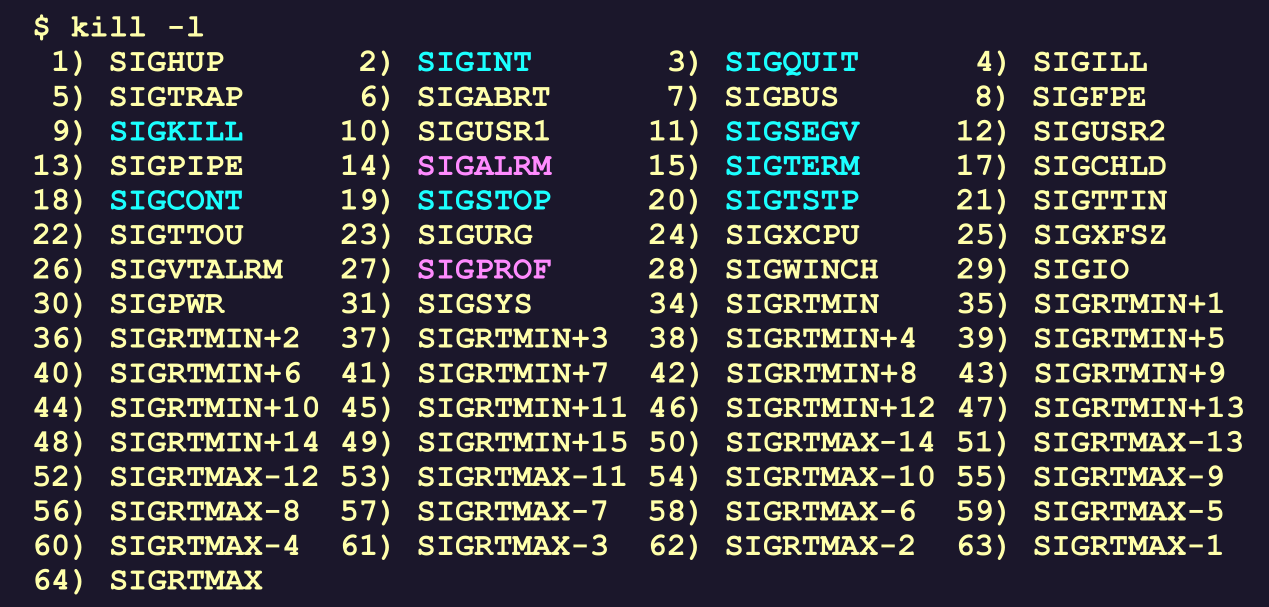 $ kill -l
 1) SIGHUP       2) SIGINT       3) SIGQUIT      4) SIGILL
 5) SIGTRAP      6) SIGABRT      7) SIGBUS       8) SIGFPE
 9) SIGKILL     10) SIGUSR1     11) SIGSEGV     12) SIGUSR2
13) SIGPIPE     14) SIGALRM     15) SIGTERM     17) SIGCHLD
18) SIGCONT     19) SIGSTOP     20) SIGTSTP     21) SIGTTIN
22) SIGTTOU     23) SIGURG      24) SIGXCPU     25) SIGXFSZ
26) SIGVTALRM   27) SIGPROF     28) SIGWINCH    29) SIGIO
30) SIGPWR      31) SIGSYS      34) SIGRTMIN    35) SIGRTMIN+1
36) SIGRTMIN+2  37) SIGRTMIN+3  38) SIGRTMIN+4  39) SIGRTMIN+5
40) SIGRTMIN+6  41) SIGRTMIN+7  42) SIGRTMIN+8  43) SIGRTMIN+9
44) SIGRTMIN+10 45) SIGRTMIN+11 46) SIGRTMIN+12 47) SIGRTMIN+13
48) SIGRTMIN+14 49) SIGRTMIN+15 50) SIGRTMAX-14 51) SIGRTMAX-13
52) SIGRTMAX-12 53) SIGRTMAX-11 54) SIGRTMAX-10 55) SIGRTMAX-9
56) SIGRTMAX-8  57) SIGRTMAX-7  58) SIGRTMAX-6  59) SIGRTMAX-5
60) SIGRTMAX-4  61) SIGRTMAX-3  62) SIGRTMAX-2  63) SIGRTMAX-1
64) SIGRTMAX